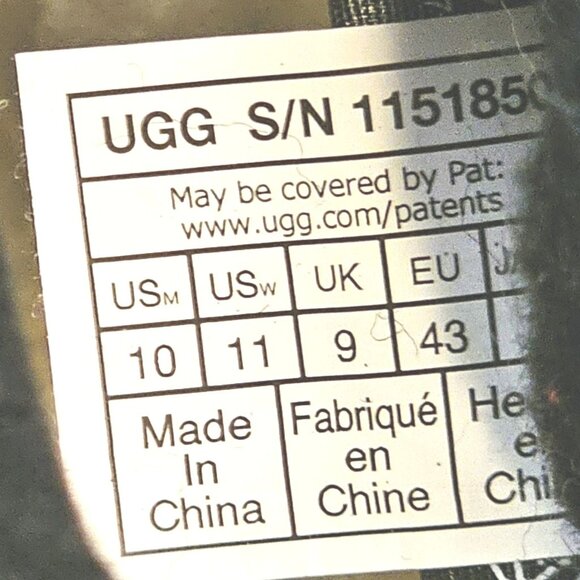 UGG S/N 115185
May be covered by Pat:
www.ugg.com/patents
USM USW UK EU
10 11 9 43
Made
In
China
Fabriqué
en
Chine